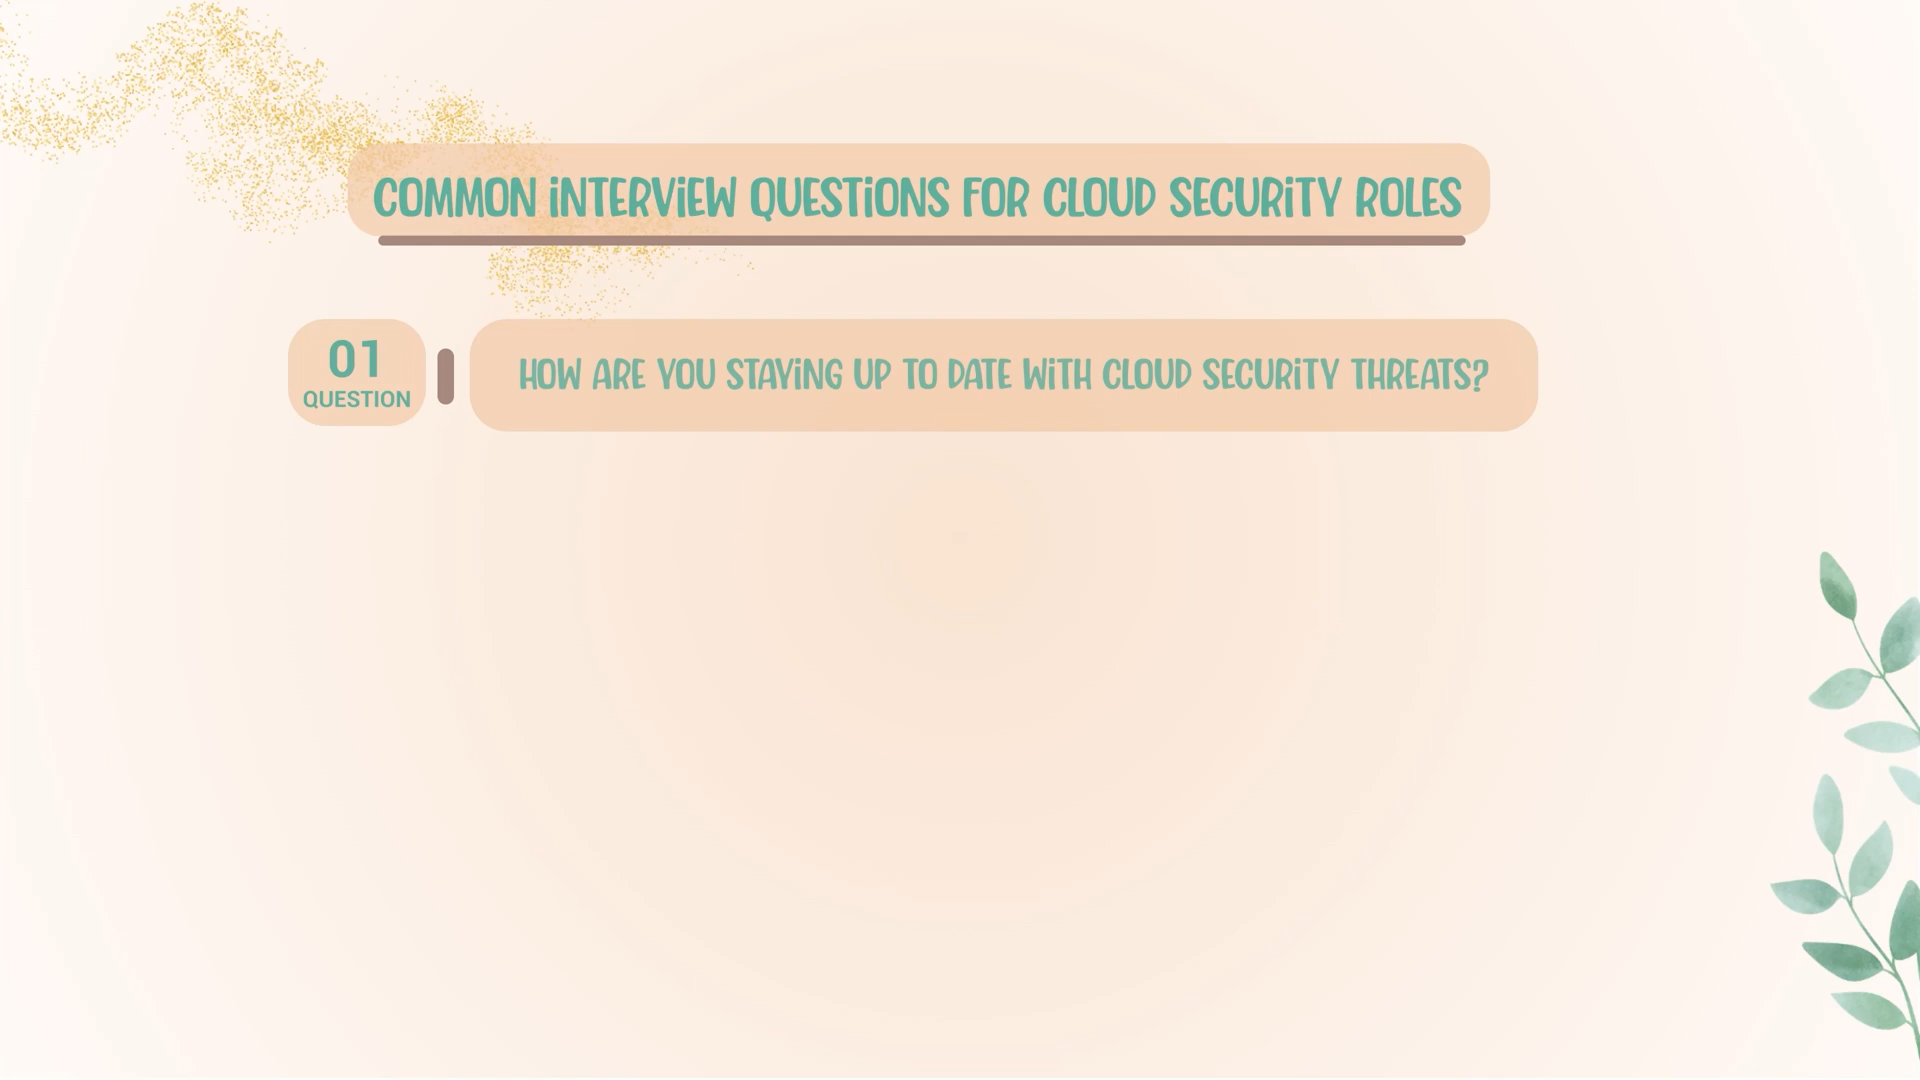 COMMON INTERVIEW QUESTIONS FOR CLOUD SECURITY ROLES
01
QUESTION
HOW ARE YOU STAYING UP TO DATE WITH CLOUD SECURITY THREATS?